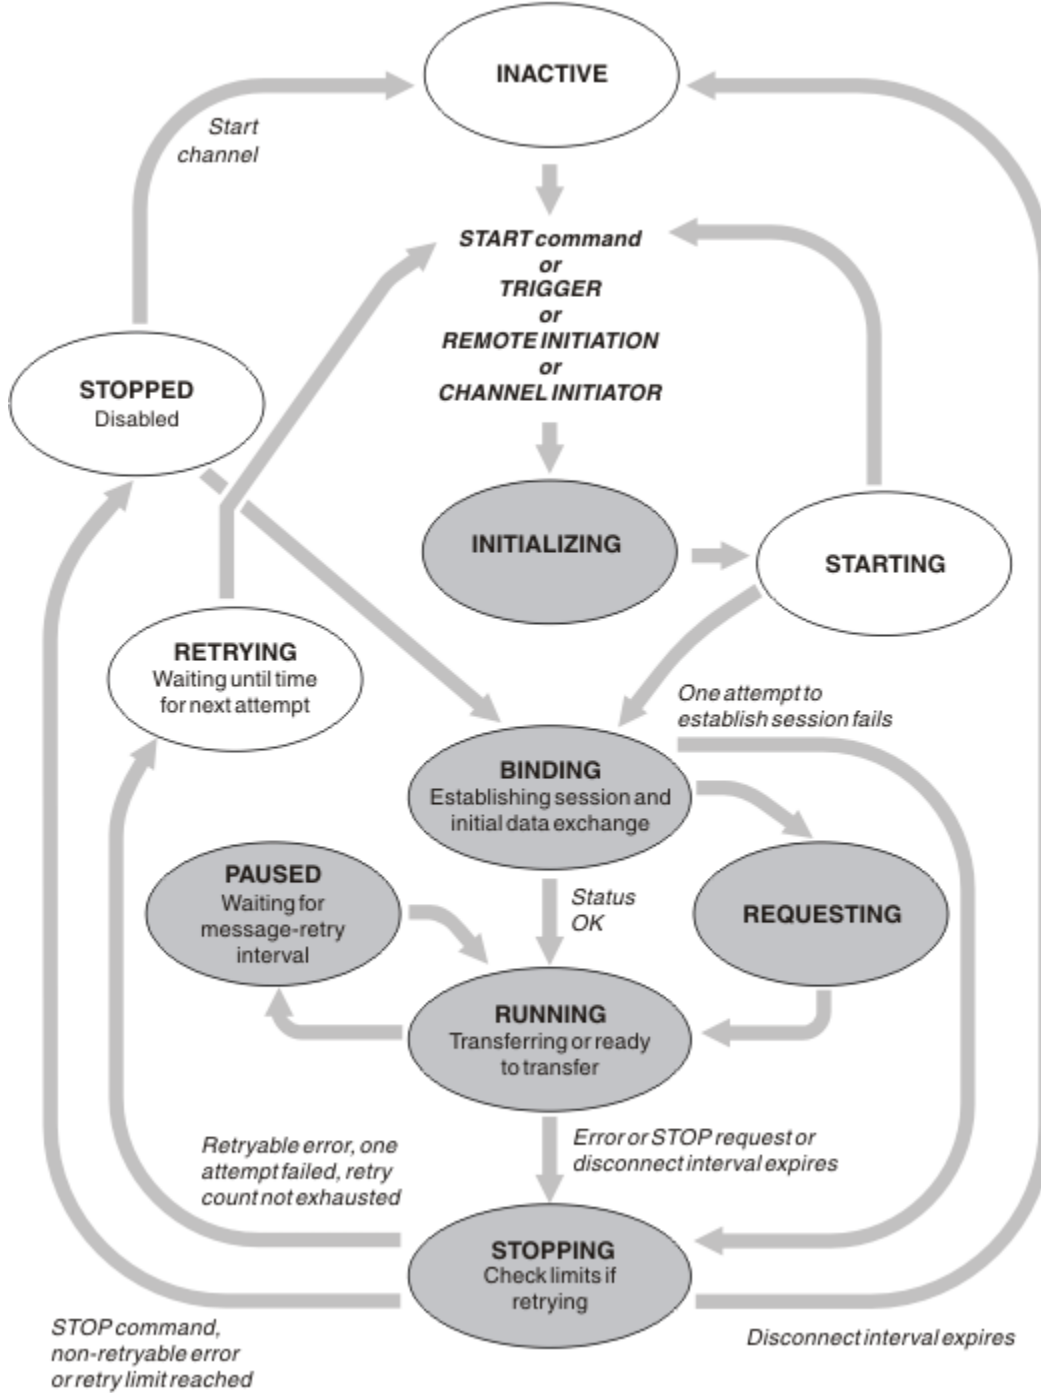 INACTIVE
Start
channel
START command
or
TRIGGER
or
REMOTE INITIATION
or
CHANNEL INITIATOR
STOPPED
Disabled
INITIALIZING
STARTING
RETRYING
Waiting until time
for next attempt
One attempt to
establish session fails
BINDING
Establishing session and
initial data exchange
PAUSED
Waiting for
message-retry
interval
Status
OK
REQUESTING
RUNNING
Transferring or ready
to transfer
Retryable error, one
attempt failed, retry
count not exhausted
Error or STOP request or
disconnect interval expires
STOPPING
Check limits if
retrying
STOP command,
non-retryable error
or retry limit reached
Disconnect interval expires